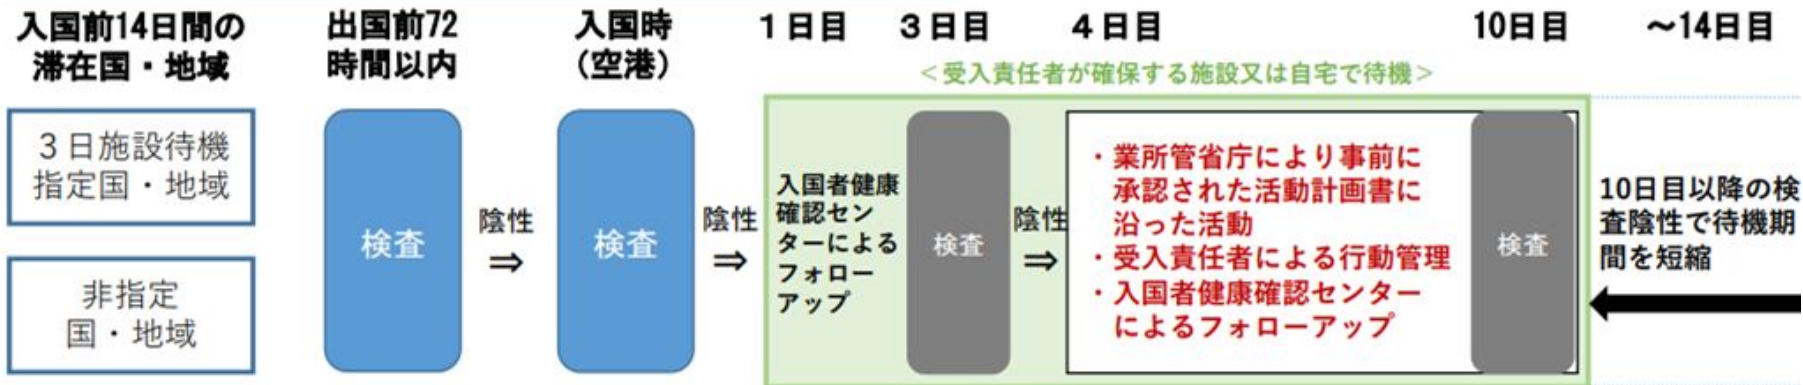 入国前14日間の
滞在国・地域
出国前72
時間以内
入国時
（空港）
1日目
3日目
4日目
10日目
～14日目
＜受入責任者が確保する施設又は自宅で待機＞
3日施設待機
指定国・地域
非指定
国・地域
検査
陰性
⇒
検査
陰性
⇒
入国者健康
確認セン
ターによる
フォロー
アップ
検査
陰性
⇒
・業所管省庁により事前に
承認された活動計画書に
沿った活動
・受入責任者による行動管理
・入国者健康確認センター
によるフォローアップ
検査
10日目以降の検
査陰性で待機期
間を短縮